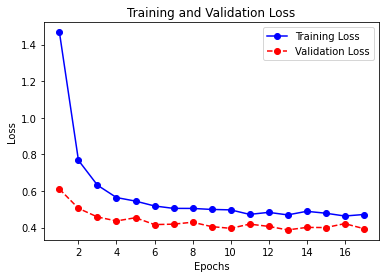 Training and Validation Loss
Training Loss
Validation Loss
1.4
1.2
1.0
0.8
0.6
0.4
Loss
2 4 6 8 10 12 14 16
Epochs